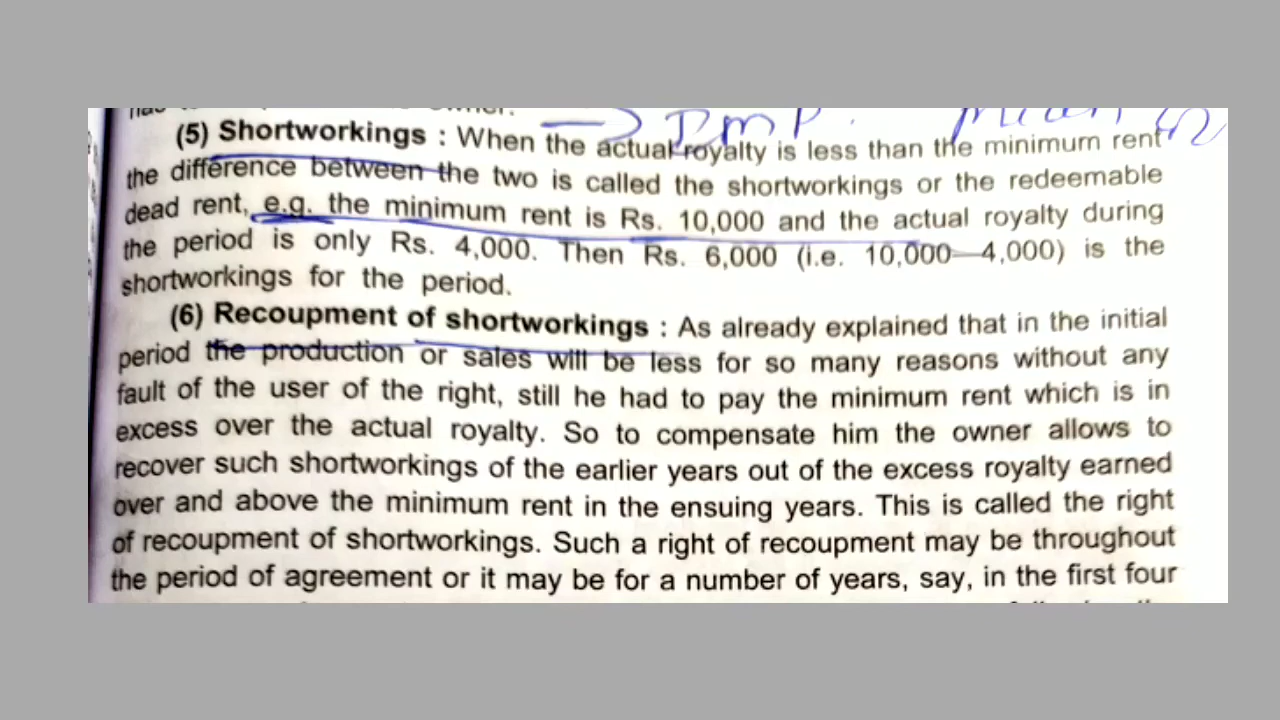 IMP.
(5) Shortworkings : When the actual royalty is less than the minimum rent
the difference between the two is called the shortworkings or the redeemable
dead rent, e.g. the minimum rent is Rs. 10,000 and the actual royalty during
the period is only Rs. 4,000. Then Rs. 6,000 (i.e. 10,000—4,000) is the
shortworkings for the period.
(6) Recoupment of shortworkings : As already explained that in the initial
period the production or sales will be less for so many reasons without any
fault of the user of the right, still he had to pay the minimum rent which is in
excess over the actual royalty. So to compensate him the owner allows to
recover such shortworkings of the earlier years out of the excess royalty earned
over and above the minimum rent in the ensuing years. This is called the right
of recoupment of shortworkings. Such a right of recoupment may be throughout
the period of agreement or it may be for a number of years, say, in the first four